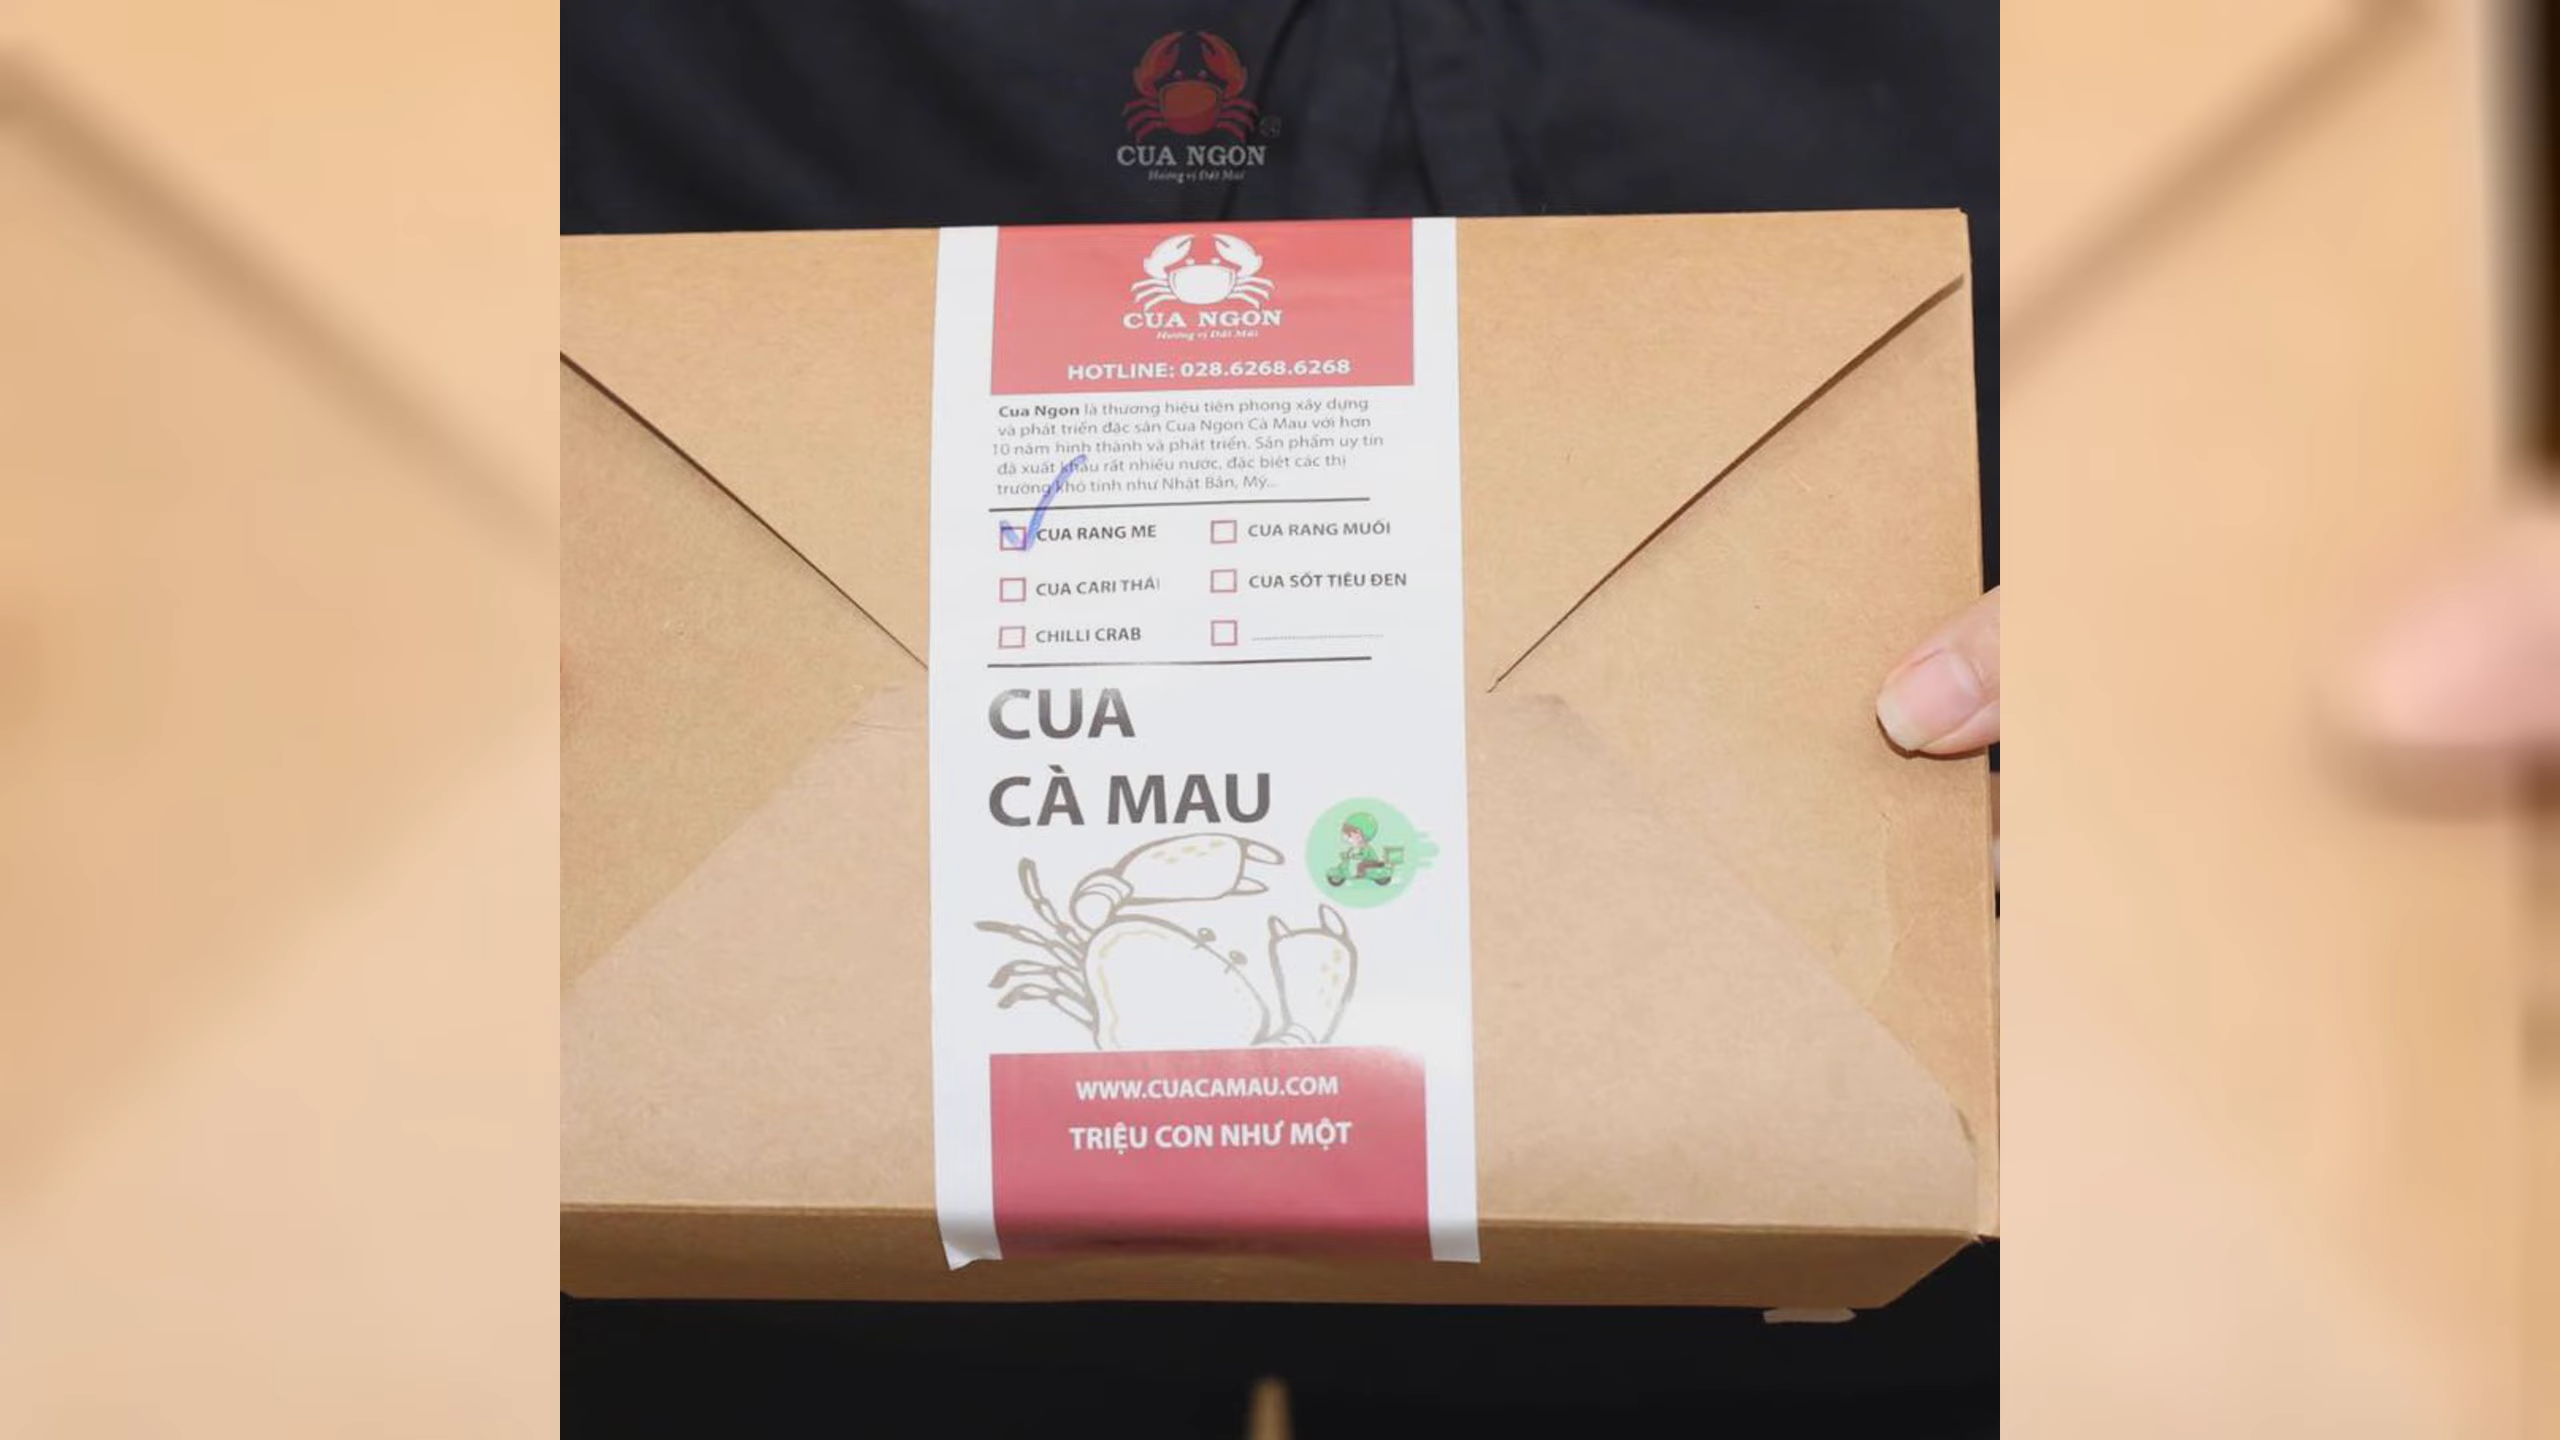 CUA NGON
Hương vị Đất Mũi
CUA NGON
Hương vị Đất Mũi
HOTLINE: 028.6268.6268
Cua Ngon là thương hiệu tiên phong xây dựng
và phát triển đặc sản Cua Ngon Cà Mau với hơn
10 năm hình thành và phát triển. Sản phẩm uy tín
đã xuất khẩu rất nhiều nước, đặc biệt các thị
trường khó tính như Nhật Bản, Mỹ...
CUA RANG ME
CUA RANG MUỐI
CUA CARI THÁI
CUA SỐT TIÊU ĐEN
CHILLI CRAB
CUA
CÀ MAU
WWW.CUACAMAU.COM
TRIỆU CON NHƯ MỘT